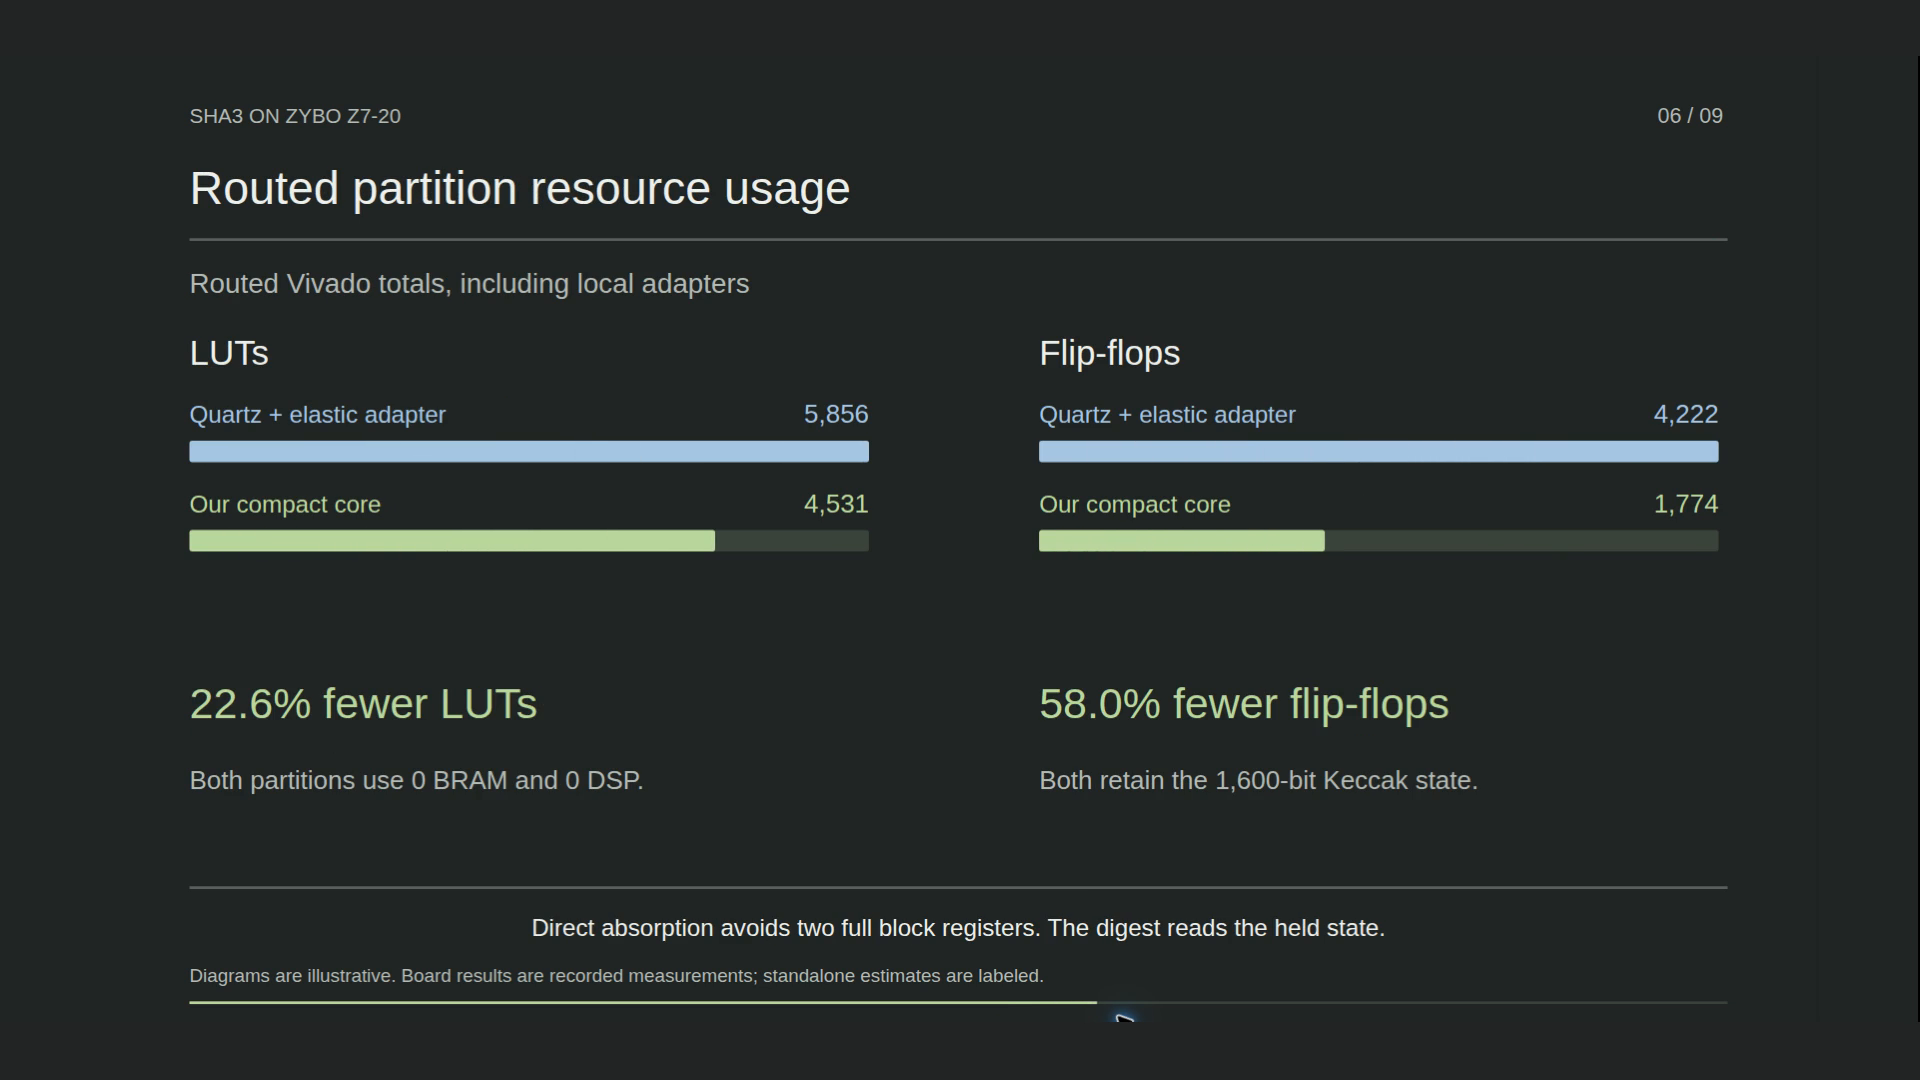 SHA3 ON ZYBO Z7-20
06 / 09
Routed partition resource usage
Routed Vivado totals, including local adapters
LUTs
Quartz + elastic adapter 5,856
Our compact core 4,531
Flip-flops
Quartz + elastic adapter 4,222
Our compact core 1,774
22.6% fewer LUTs
Both partitions use 0 BRAM and 0 DSP.
58.0% fewer flip-flops
Both retain the 1,600-bit Keccak state.
Direct absorption avoids two full block registers. The digest reads the held state.
Diagrams are illustrative. Board results are recorded measurements; standalone estimates are labeled.